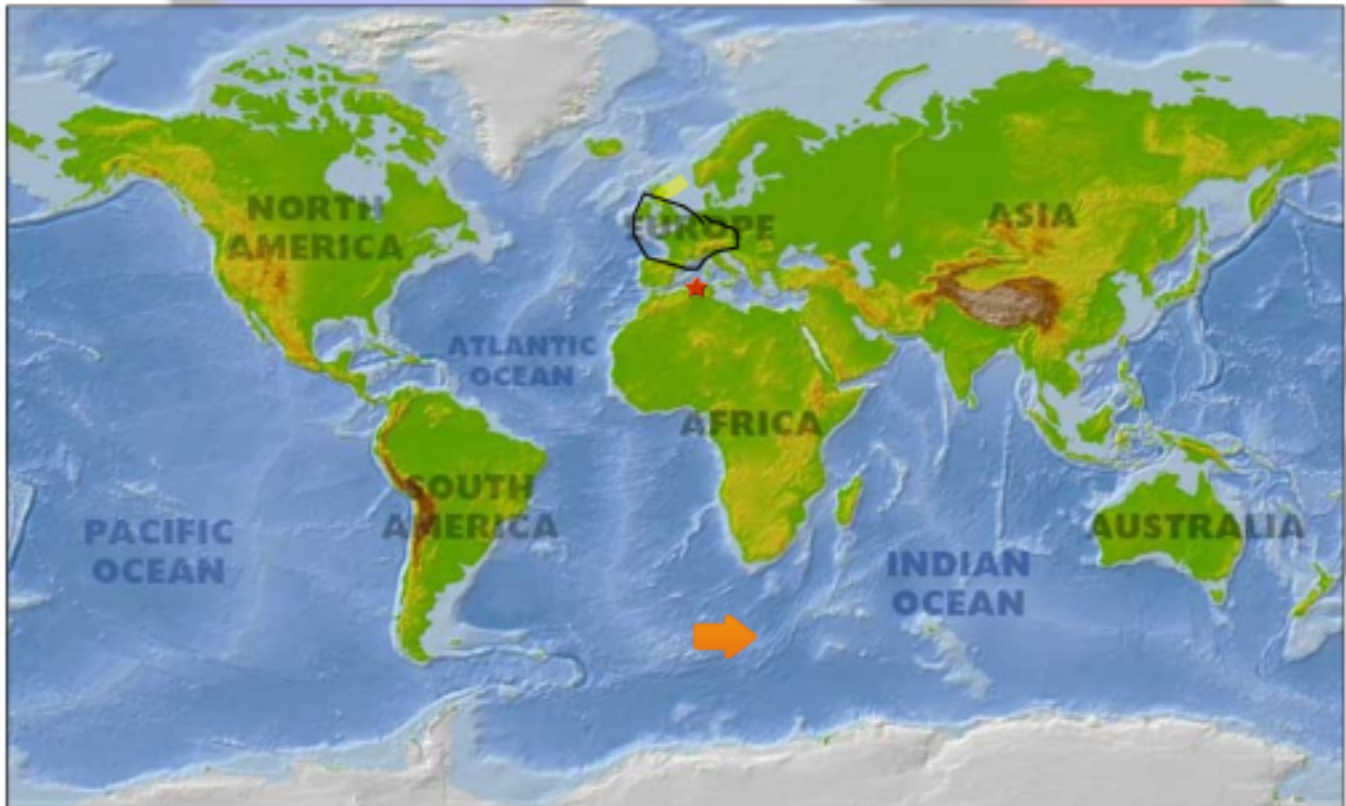 NORTH
AMERICA
EUROPE
ASIA
ATLANTIC
OCEAN
AFRICA
SOUTH
AMERICA
PACIFIC
OCEAN
AUSTRALIA
INDIAN
OCEAN